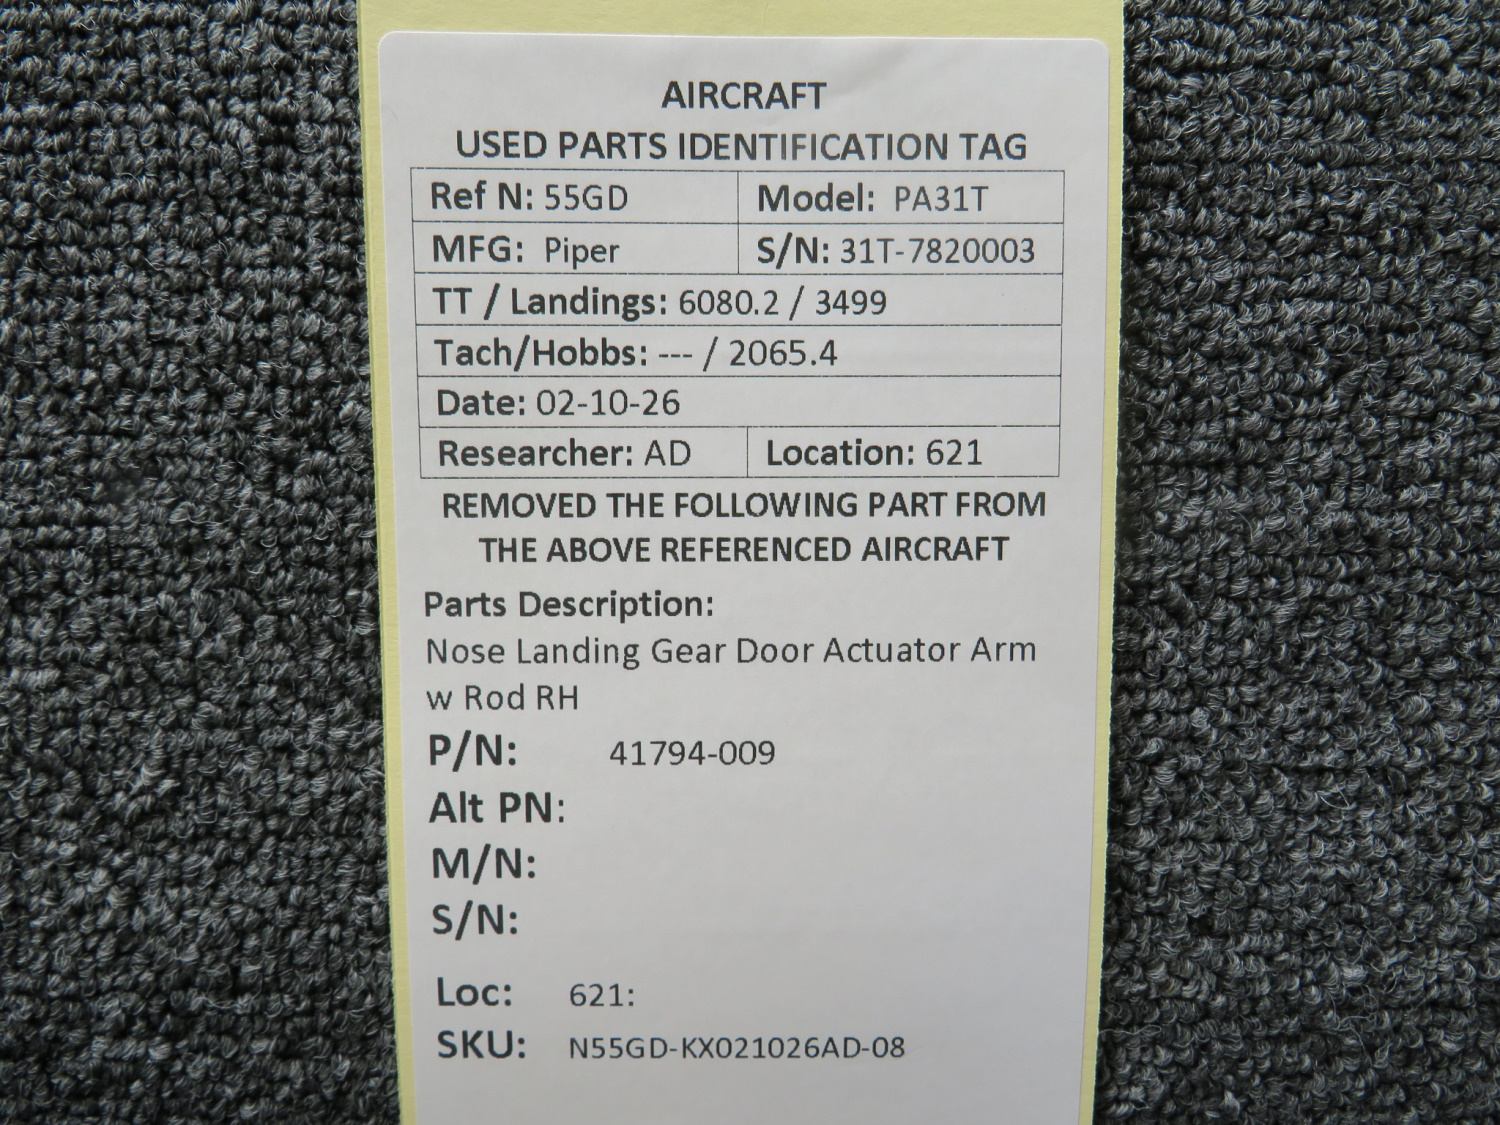 AIRCRAFT
USED PARTS IDENTIFICATION TAG
Ref N: 55GD Model: PA31T
MFG: Piper S/N: 31T-7820003
TT / Landings: 6080.2 / 3499
Tach/Hobbs: --- / 2065.4
Date: 02-10-26
Researcher: AD Location: 621
REMOVED THE FOLLOWING PART FROM
THE ABOVE REFERENCED AIRCRAFT
Parts Description:
Nose Landing Gear Door Actuator Arm
w Rod RH
P/N: 41794-009
Alt PN:
M/N:
S/N:
Loc: 621:
SKU: N55GD-KX021026AD-08